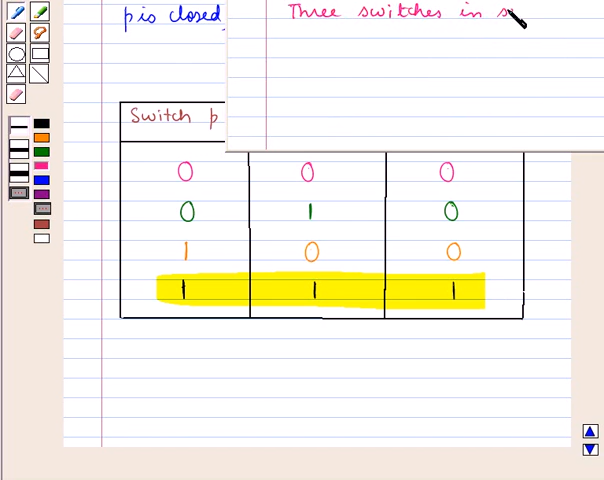 p is closed,
Three switches in s
Switch p
0 0 0
0 1 0
1 0 0
1 1 1